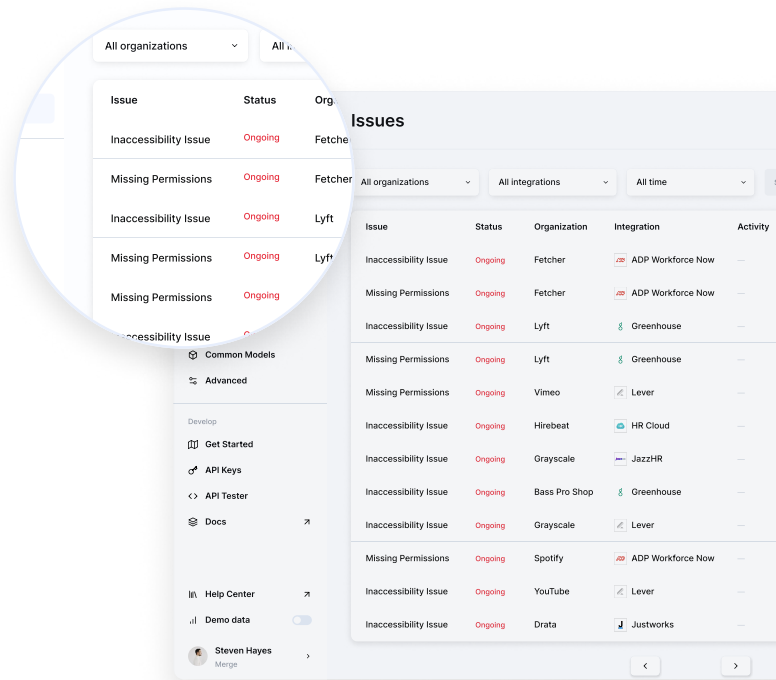 All organizations
All i
Issue Status Org
Inaccessibility Issue Ongoing Fetche
Missing Permissions Ongoing Fetcher
Inaccessibility Issue Ongoing Lyft
Missing Permissions Ongoing Lyft
Missing Permissions Ongoing
ccessibility Issue
Common Models
Advanced
Develop
Get Started
API Keys
API Tester
Docs
Help Center
Demo data
Steven Hayes
Merge
Issues
All organizations All integrations All time
Issue Status Organization Integration Activity
Inaccessibility Issue Ongoing Fetcher ADP Workforce Now —
Missing Permissions Ongoing Fetcher ADP Workforce Now —
Inaccessibility Issue Ongoing Lyft Greenhouse —
Missing Permissions Ongoing Lyft Greenhouse —
Missing Permissions Ongoing Vimeo Lever —
Inaccessibility Issue Ongoing Hirebeat HR Cloud —
Inaccessibility Issue Ongoing Grayscale JazzHR —
Inaccessibility Issue Ongoing Bass Pro Shop Greenhouse —
Inaccessibility Issue Ongoing Grayscale Lever —
Missing Permissions Ongoing Spotify ADP Workforce Now —
Inaccessibility Issue Ongoing YouTube Lever —
Inaccessibility Issue Ongoing Drata Justworks —